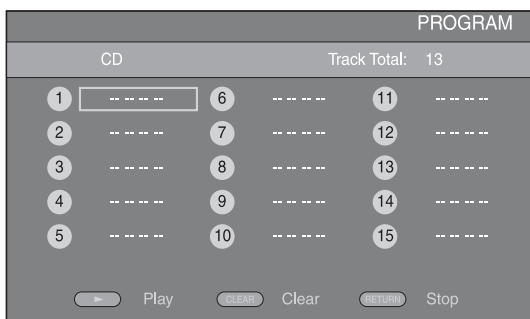 PROGRAM
CD Track Total: 13
1 -- -- -- -- 6 -- -- -- -- 11 -- -- -- --
2 -- -- -- -- 7 -- -- -- -- 12 -- -- -- --
3 -- -- -- -- 8 -- -- -- -- 13 -- -- -- --
4 -- -- -- -- 9 -- -- -- -- 14 -- -- -- --
5 -- -- -- -- 10 -- -- -- -- 15 -- -- -- --
Play CLEAR Clear RETURN Stop